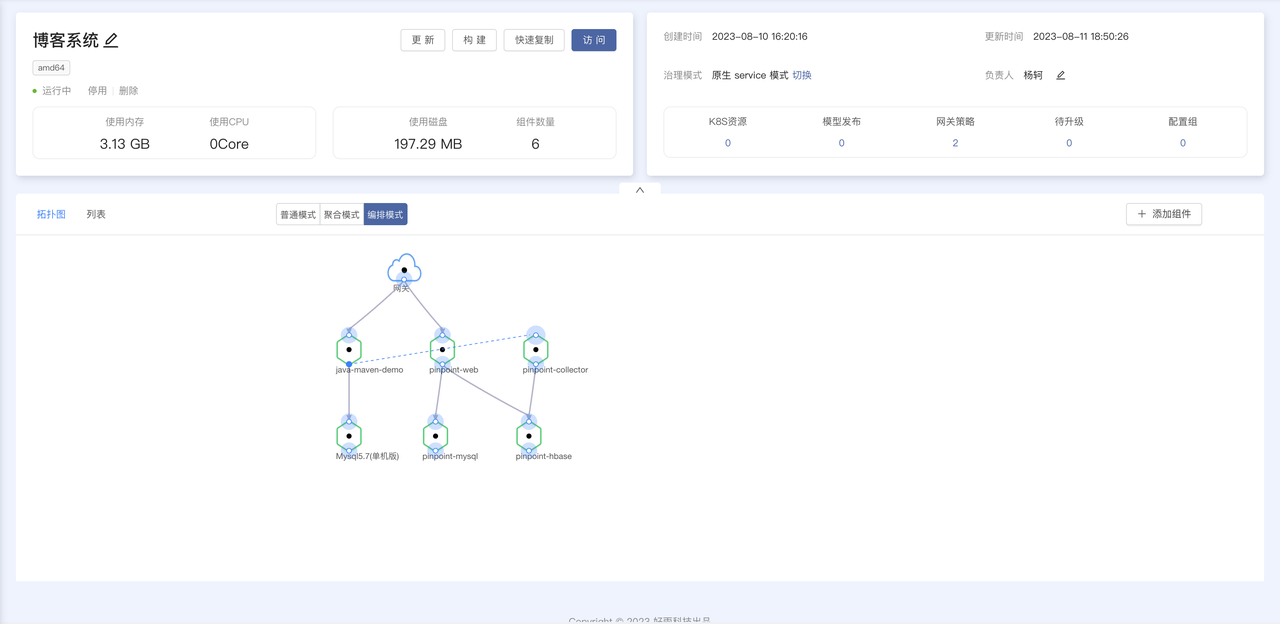 博客系统
更 新
构 建
快速复制
访 问
amd64
运行中 停用 删除
使用内存 使用CPU
3.13 GB 0Core
使用磁盘 组件数量
197.29 MB 6
创建时间 2023-08-10 16:20:16
更新时间 2023-08-11 18:50:26
治理模式 原生 service 模式 切换
负责人 杨轲
K8S资源 模型发布 网关策略 待升级 配置组
0 0 2 0 0
拓扑图 列表
普通模式 聚合模式 编排模式
添加组件
网关
java-maven-demo pinpoint-web pinpoint-collector
Mysql5.7(单机版) pinpoint-mysql pinpoint-hbase
Copyright © 2023 好雨科技出品